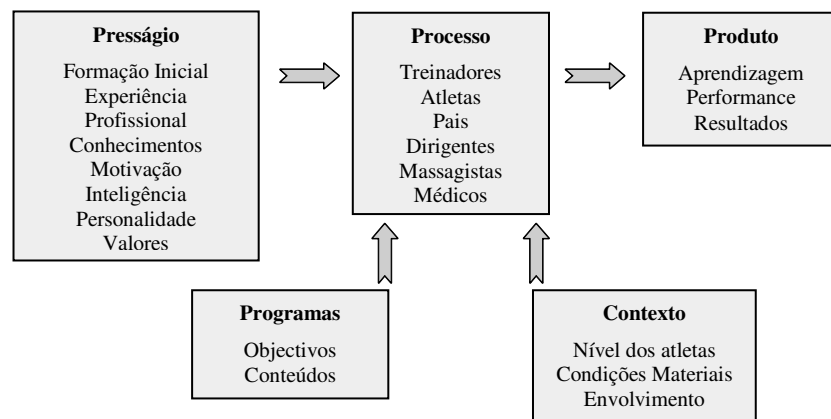 Presságio
Formação Inicial
Experiência
Profissional
Conhecimentos
Motivação
Inteligência
Personalidade
Valores
Processo
Treinadores
Atletas
Pais
Dirigentes
Massagistas
Médicos
Produto
Aprendizagem
Performance
Resultados
Programas
Objectivos
Conteúdos
Contexto
Nível dos atletas
Condições Materiais
Envolvimento